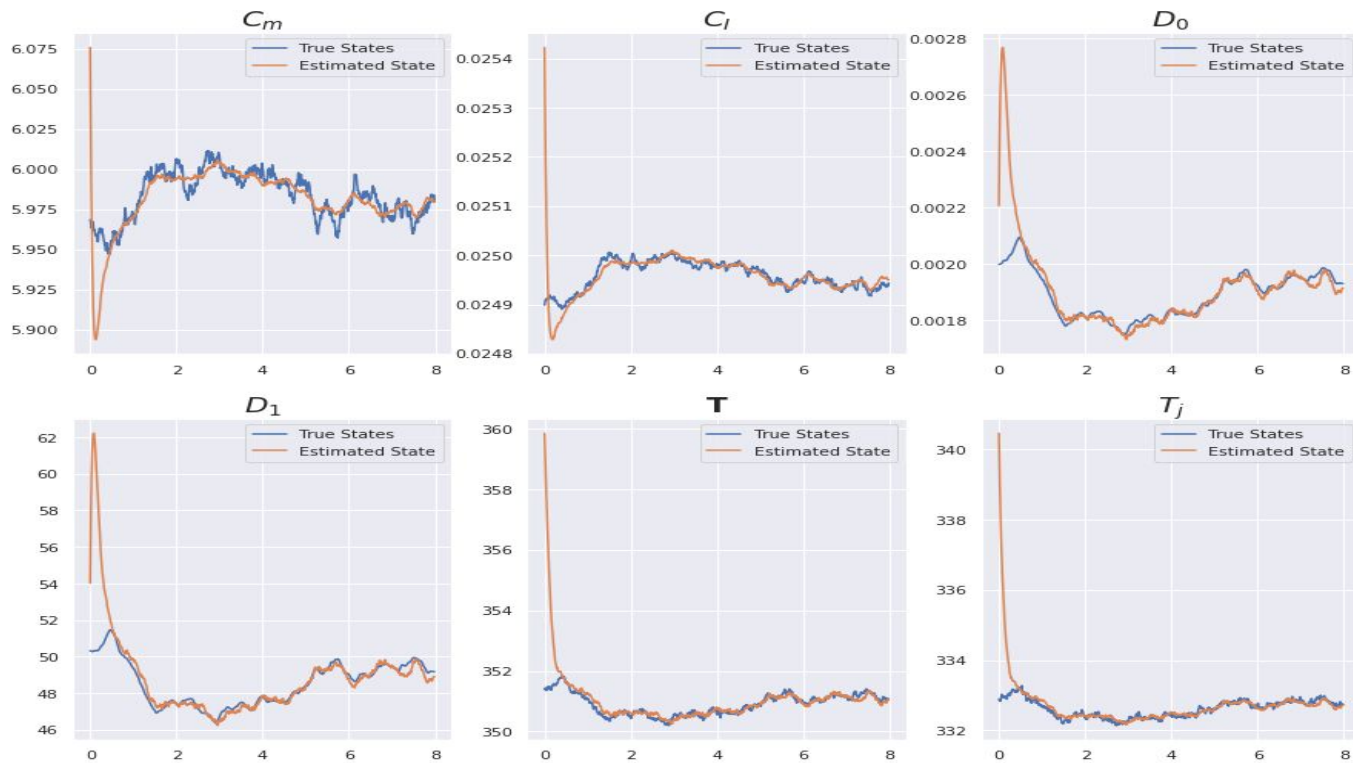 C_m
6.075
6.050
6.025
6.000
5.975
5.950
5.925
5.900
0 2 4 6 8
True States
Estimated State
C_I
0.0254
0.0253
0.0252
0.0251
0.0250
0.0249
0.0248
0 2 4 6 8
True States
Estimated State
D_0
0.0028
0.0026
0.0024
0.0022
0.0020
0.0018
0 2 4 6 8
True States
Estimated State
D_1
62
60
58
56
54
52
50
48
46
0 2 4 6 8
True States
Estimated State
T
360
358
356
354
352
350
0 2 4 6 8
True States
Estimated State
T_j
340
338
336
334
332
0 2 4 6 8
True States
Estimated State